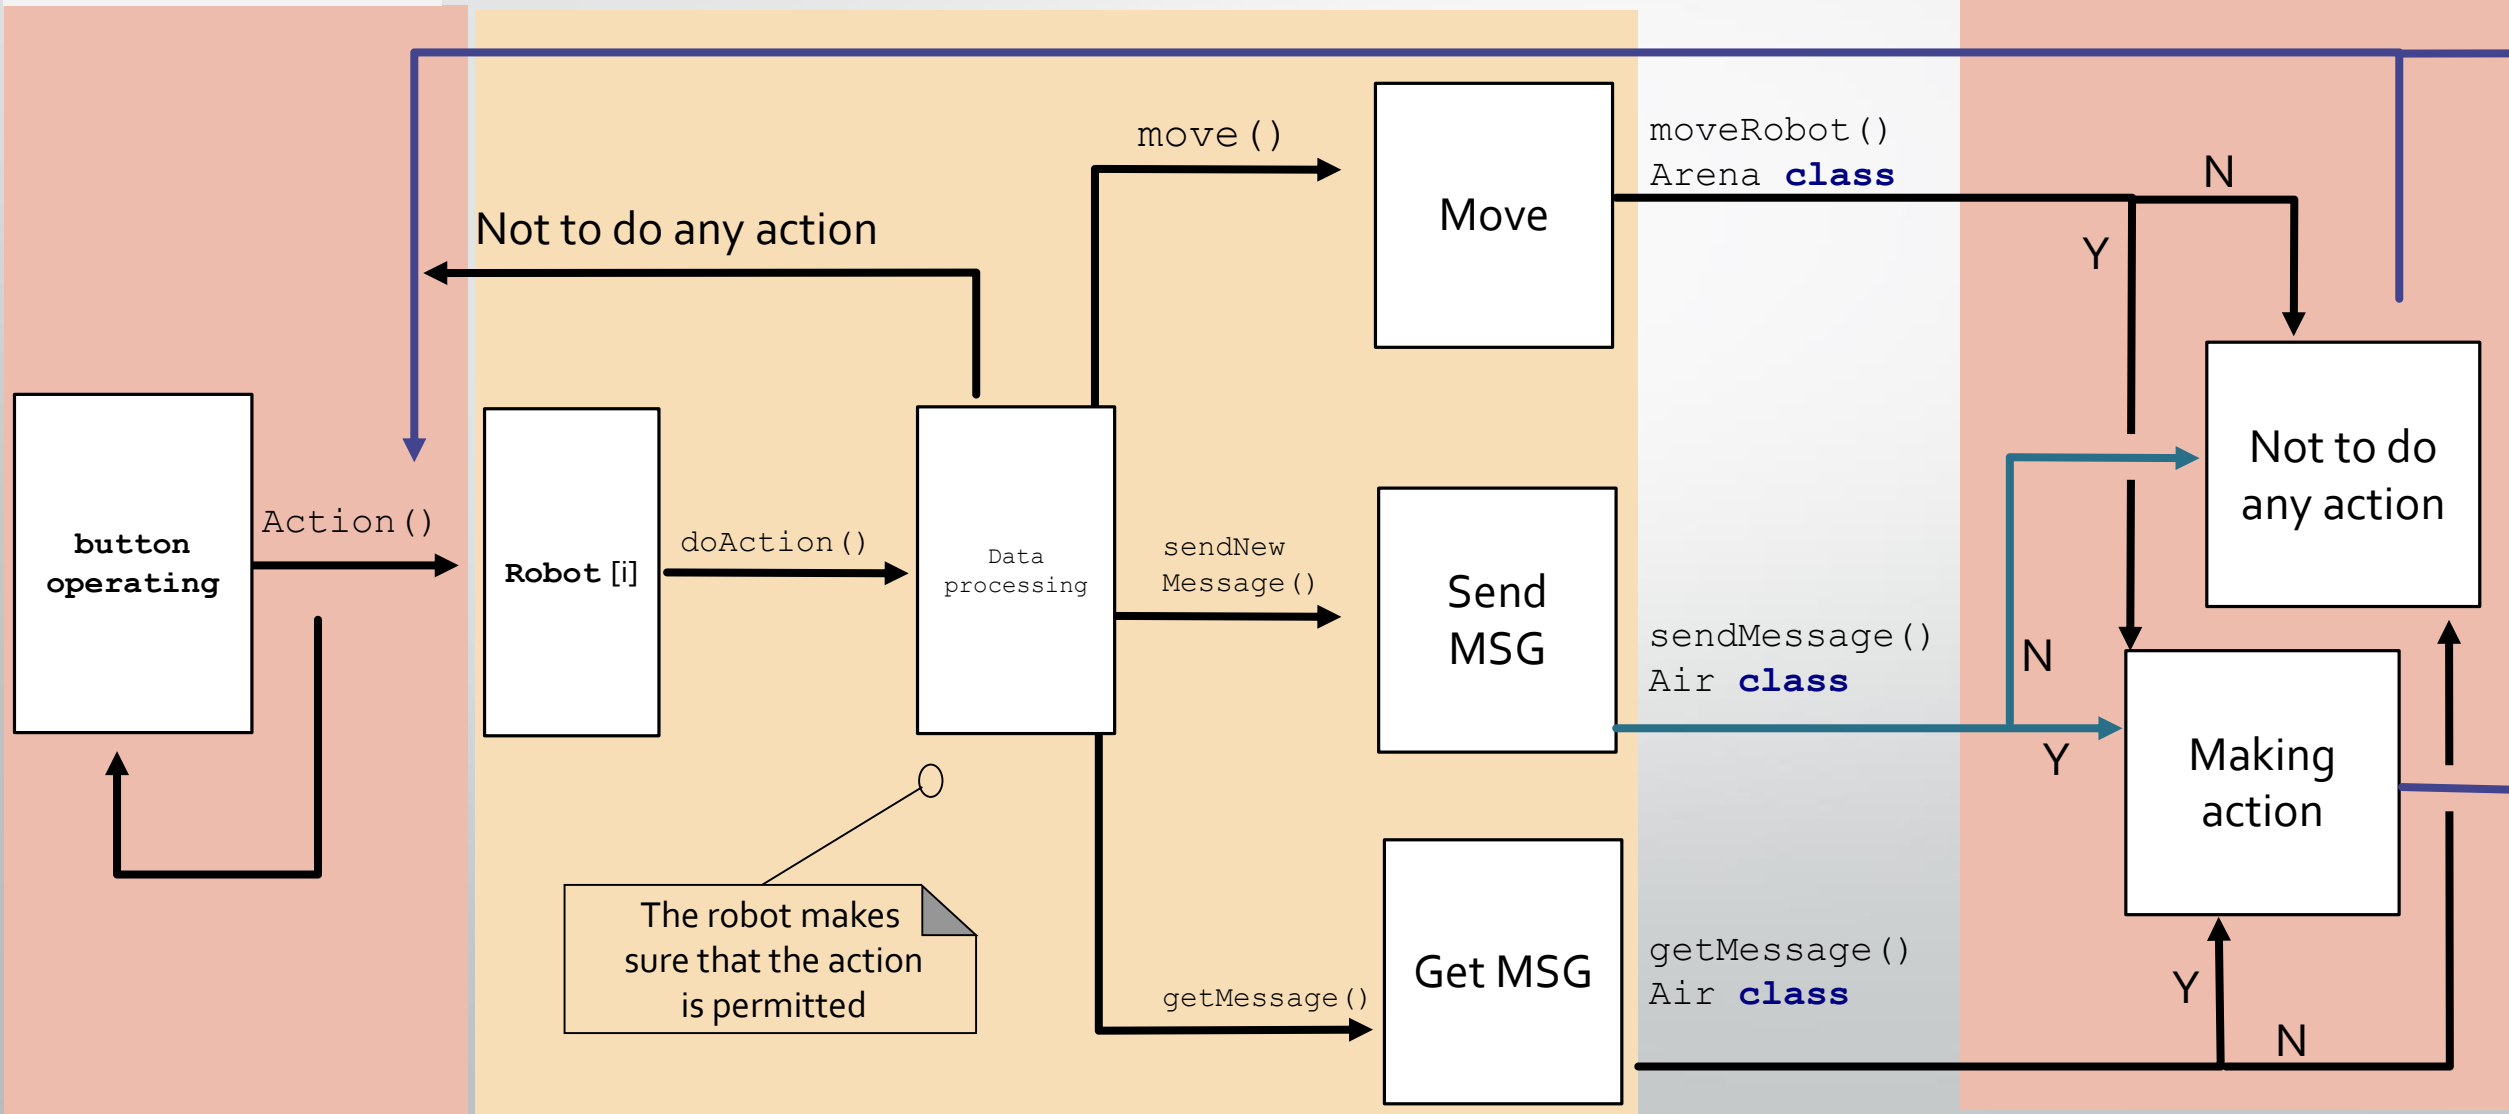 move()
moveRobot()
Arena class
N
Not to do any action
Move
Y
Action()
button
operating
Robot [i]
doAction()
Data
processing
sendNew
Message()
Send
MSG
sendMessage()
Air class
N
Y
Not to do
any action
Making
action
The robot makes
sure that the action
is permitted
getMessage()
Get MSG
getMessage()
Air class
Y
N